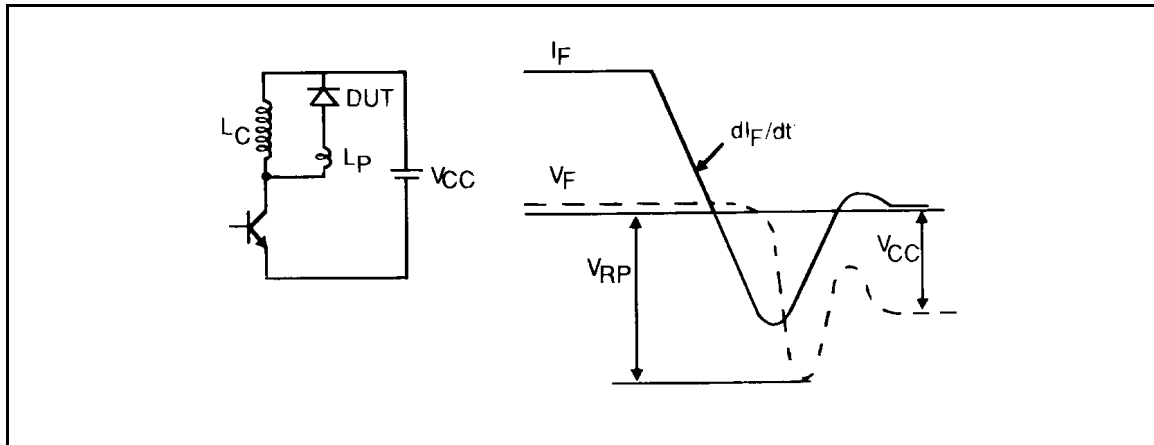 IF
DUT
LC
LP
VCC
dIF/dt
VF
VRP
VCC